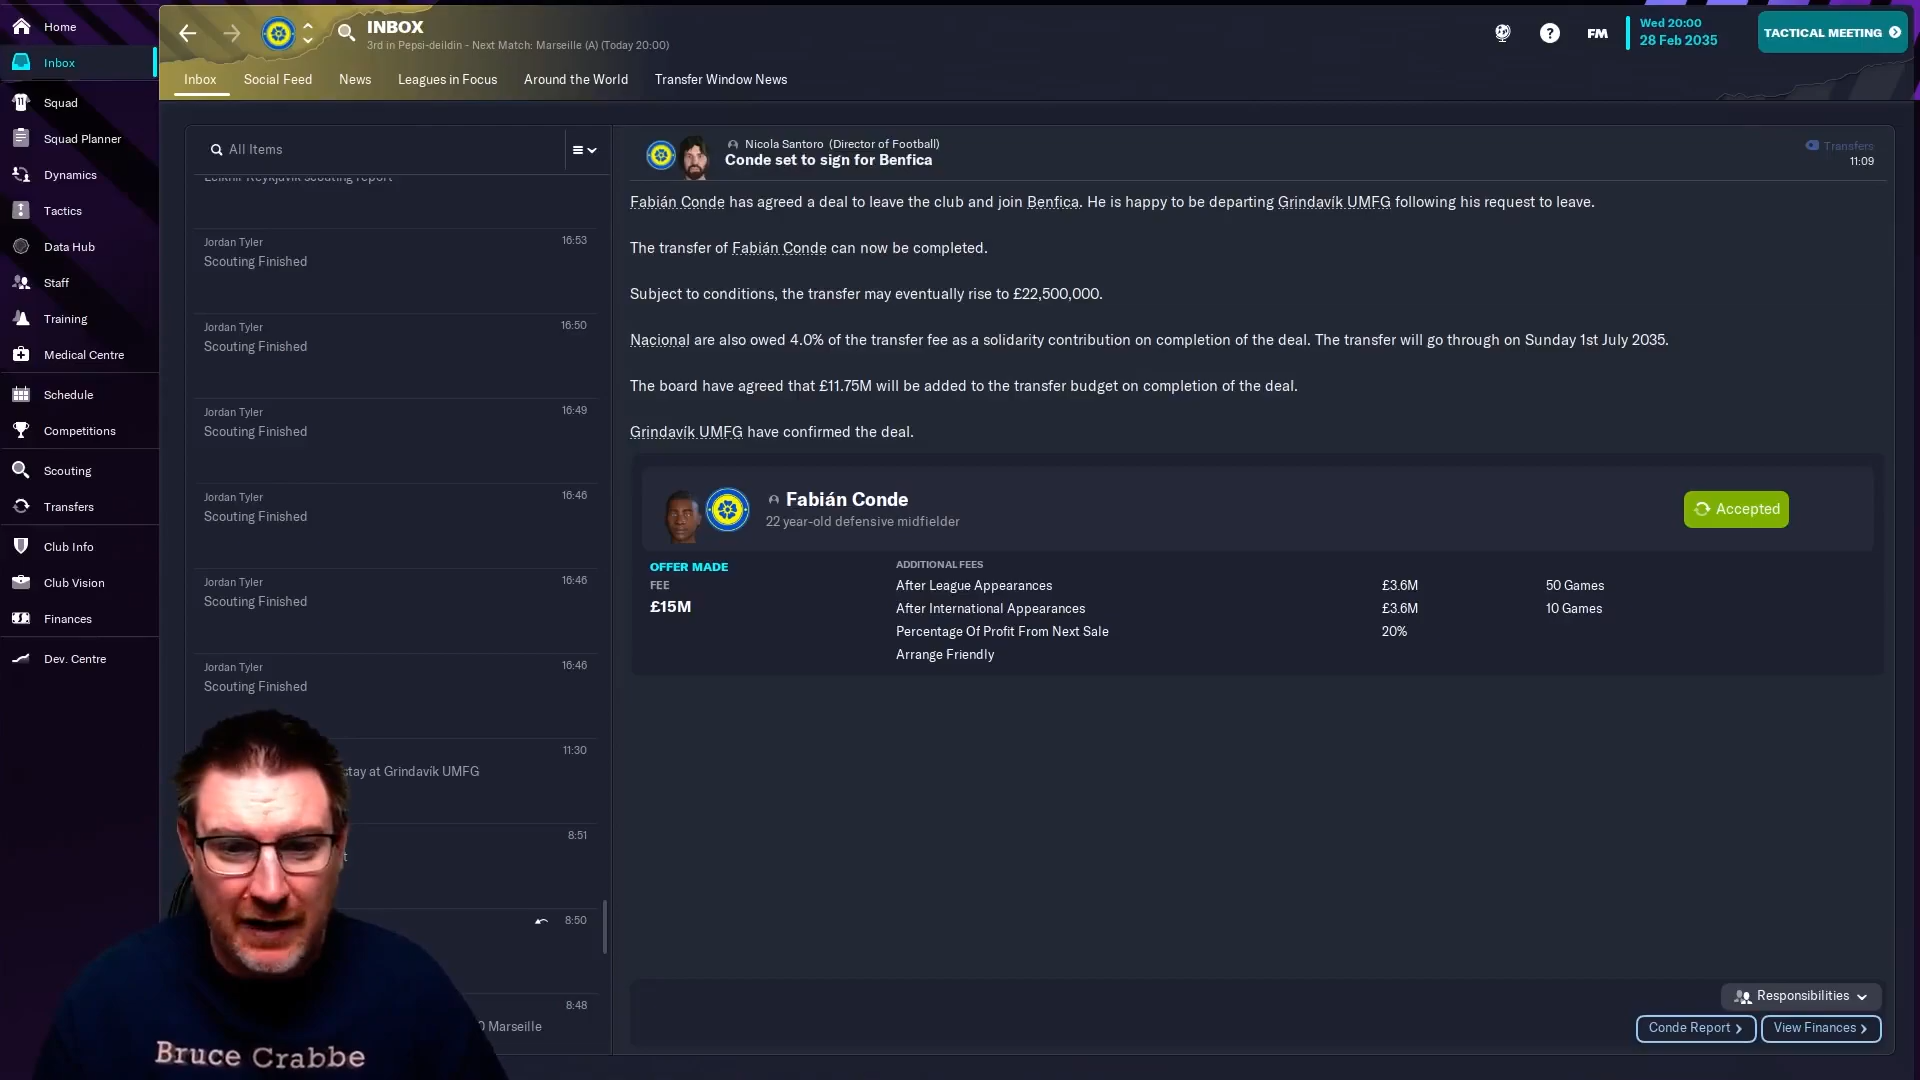 Home
Inbox
Squad
Squad Planner
Dynamics
Tactics
Data Hub
Staff
Training
Medical Centre
Schedule
Competitions
Scouting
Transfers
Club Info
Club Vision
Finances
Dev. Centre
INBOX
3rd in Pepsi-deildin - Next Match: Marseille (A) (Today 20:00)
FM
Wed 20:00
28 Feb 2035
TACTICAL MEETING
Inbox Social Feed News Leagues in Focus Around the World Transfer Window News
All Items
Leiknir Reykjavík scouting report
Jordan Tyler 16:53
Scouting Finished
Jordan Tyler 16:50
Scouting Finished
Jordan Tyler 16:49
Scouting Finished
Jordan Tyler 16:46
Scouting Finished
Jordan Tyler 16:46
Scouting Finished
Jordan Tyler 16:46
Scouting Finished
11:30
stay at Grindavík UMFG
8:51
t
8:50
8:48
0 Marseille
Bruce Crabbe
Nicola Santoro (Director of Football)
Conde set to sign for Benfica
Transfers
11:09
Fabián Conde has agreed a deal to leave the club and join Benfica. He is happy to be departing Grindavík UMFG following his request to leave.
The transfer of Fabián Conde can now be completed.
Subject to conditions, the transfer may eventually rise to £22,500,000.
Nacional are also owed 4.0% of the transfer fee as a solidarity contribution on completion of the deal. The transfer will go through on Sunday 1st July 2035.
The board have agreed that £11.75M will be added to the transfer budget on completion of the deal.
Grindavík UMFG have confirmed the deal.
Fabián Conde
22 year-old defensive midfielder
Accepted
OFFER MADE
FEE
£15M
ADDITIONAL FEES
After League Appearances £3.6M 50 Games
After International Appearances £3.6M 10 Games
Percentage Of Profit From Next Sale 20%
Arrange Friendly
Responsibilities
Conde Report
View Finances